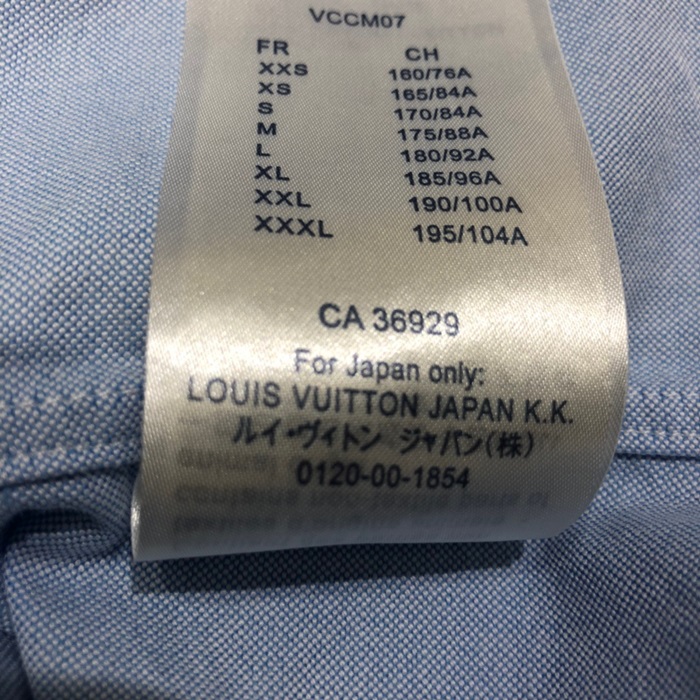 VCCM07
FR CH
XXS 160/76A
XS 165/84A
S 170/84A
M 175/88A
L 180/92A
XL 185/96A
XXL 190/100A
XXXL 195/104A
CA 36929
For Japan only:
LOUIS VUITTON JAPAN K.K.
ルイ・ヴィトン ジャパン(株)
0120-00-1854